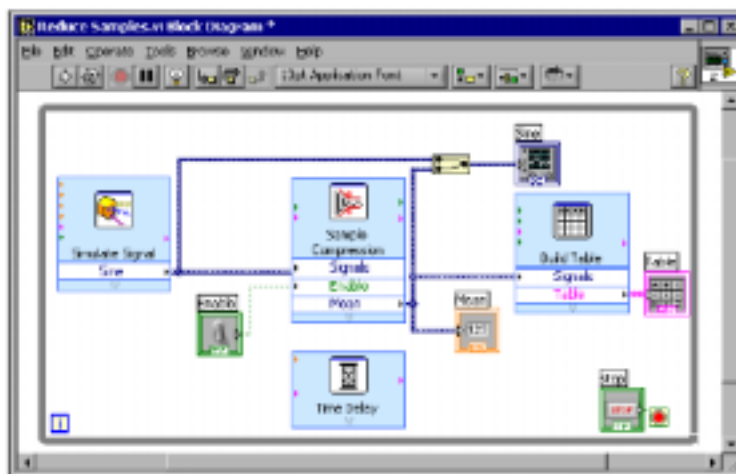 Reduce Samples.vi Block Diagram *
File Edit Operate Tools Browse Window Help
13pt Application Font
Sine
Simulate Signal
Sine
Sample
Compression
Signals
Enable
Mean
Build Table
Signals
Table
Table
Enable
Mean
Time Delay
Stop
STOP
i